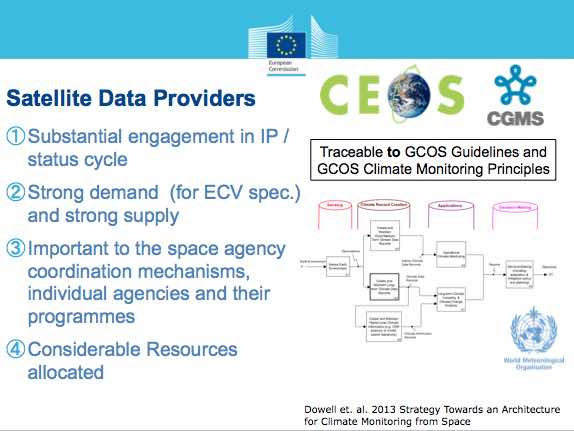 European
Commission
Satellite Data Providers
CEOS
CGMS
①Substantial engagement in IP /
status cycle
②Strong demand  (for ECV spec.)
and strong supply
③Important to the space agency
coordination mechanisms,
individual agencies and their
programmes
④Considerable Resources
allocated
Traceable to GCOS Guidelines and
GCOS Climate Monitoring Principles
Sensing
Climate Record Creation
Applications
Decision-Making
World Meteorological
Organisation
Dowell et. al. 2013 Strategy Towards an Architecture
for Climate Monitoring from Space